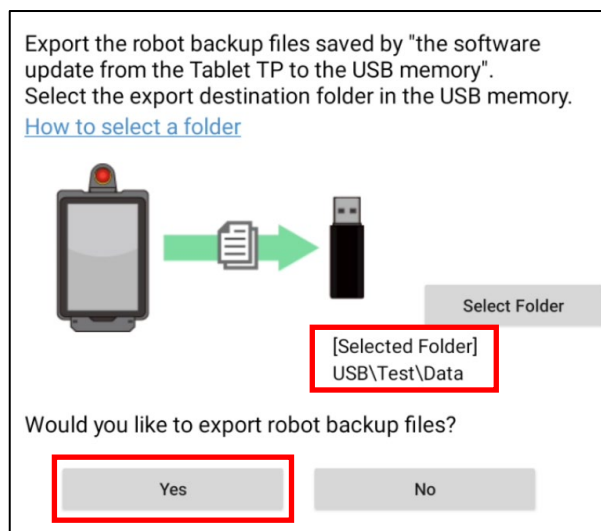 Export the robot backup files saved by "the software
update from the Tablet TP to the USB memory".
Select the export destination folder in the USB memory.
How to select a folder
Select Folder
[Selected Folder]
USB\Test\Data
Would you like to export robot backup files?
Yes
No